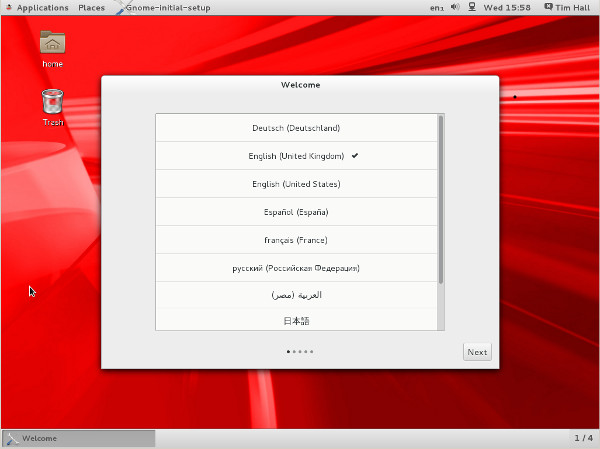 Applications Places Gnome-initial-setup en₁ Wed 15:58 Tim Hall
home
Trash
Welcome
Deutsch (Deutschland)
English (United Kingdom)
English (United States)
Español (España)
français (France)
русский (Российская Федерация)
العربية (مصر)
日本語
Next
Welcome 1 / 4